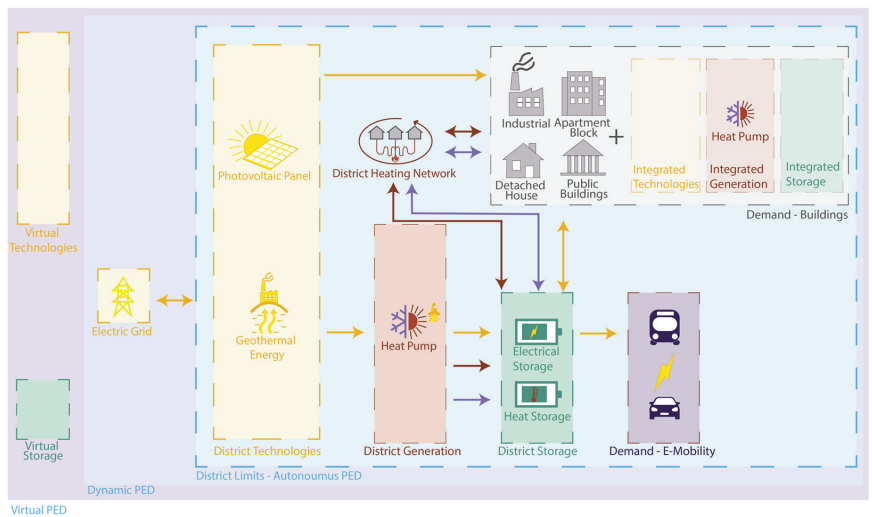 Industrial
Apartment
Block
Detached
House
Public
Buildings
+
Integrated
Technologies
Heat Pump
Integrated
Generation
Integrated
Storage
Demand - Buildings
Photovoltaic Panel
District Heating Network
Virtual
Technologies
Electric Grid
Geothermal
Energy
Heat Pump
Electrical
Storage
Heat Storage
Virtual
Storage
District Technologies
District Generation
District Storage
Demand - E-Mobility
District Limits - Autonoumus PED
Dynamic PED
Virtual PED